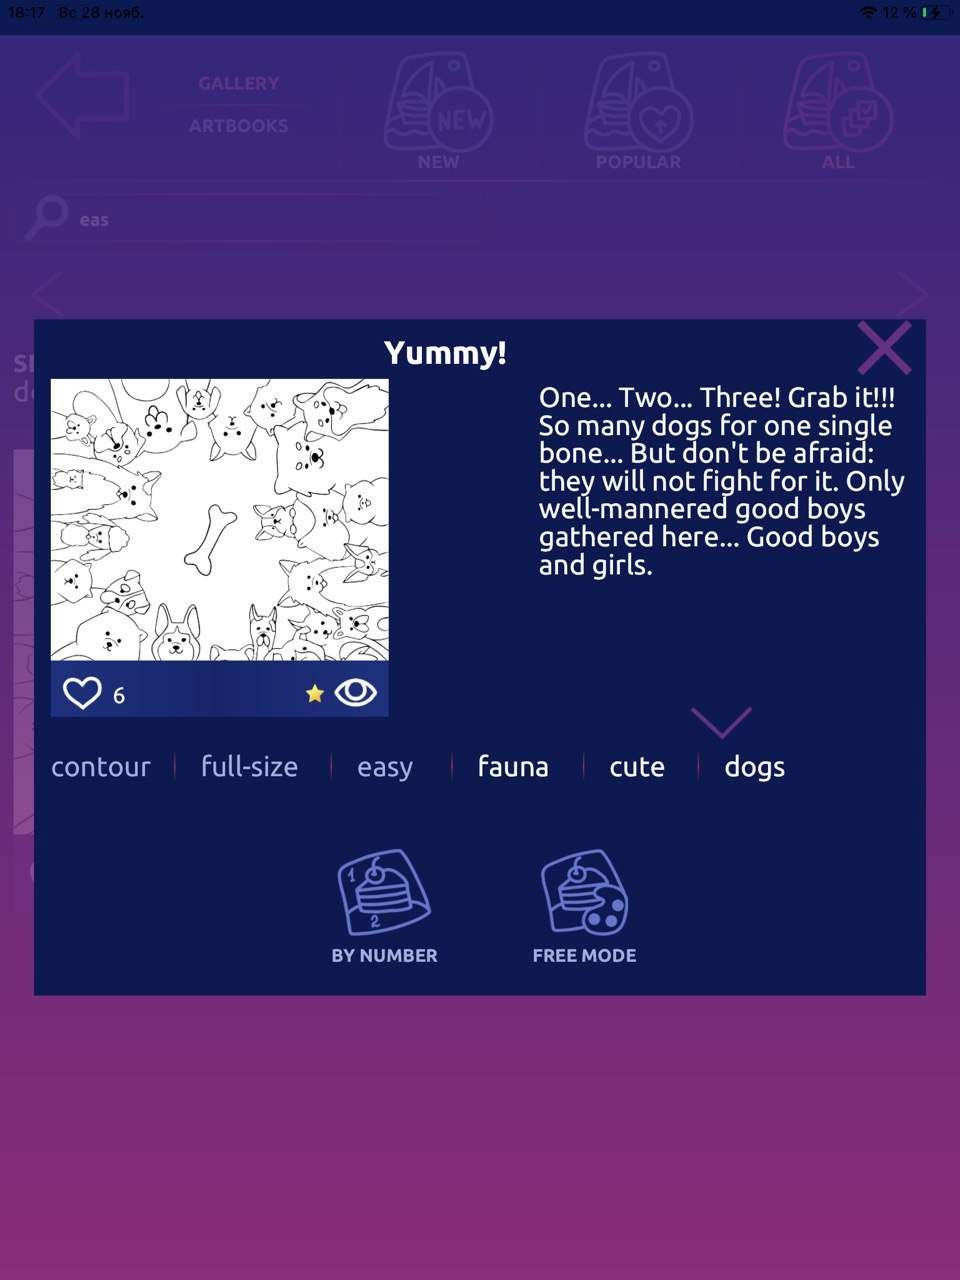 18:17 Вс 28 нояб.
12 %
GALLERY
ARTBOOKS
NEW
NEW
POPULAR
ALL
eas
Yummy!
One... Two... Three! Grab it!!!
So many dogs for one single
bone... But don't be afraid:
they will not fight for it. Only
well-mannered good boys
gathered here... Good boys
and girls.
6
contour
full-size
easy
fauna
cute
dogs
1
2
BY NUMBER
FREE MODE